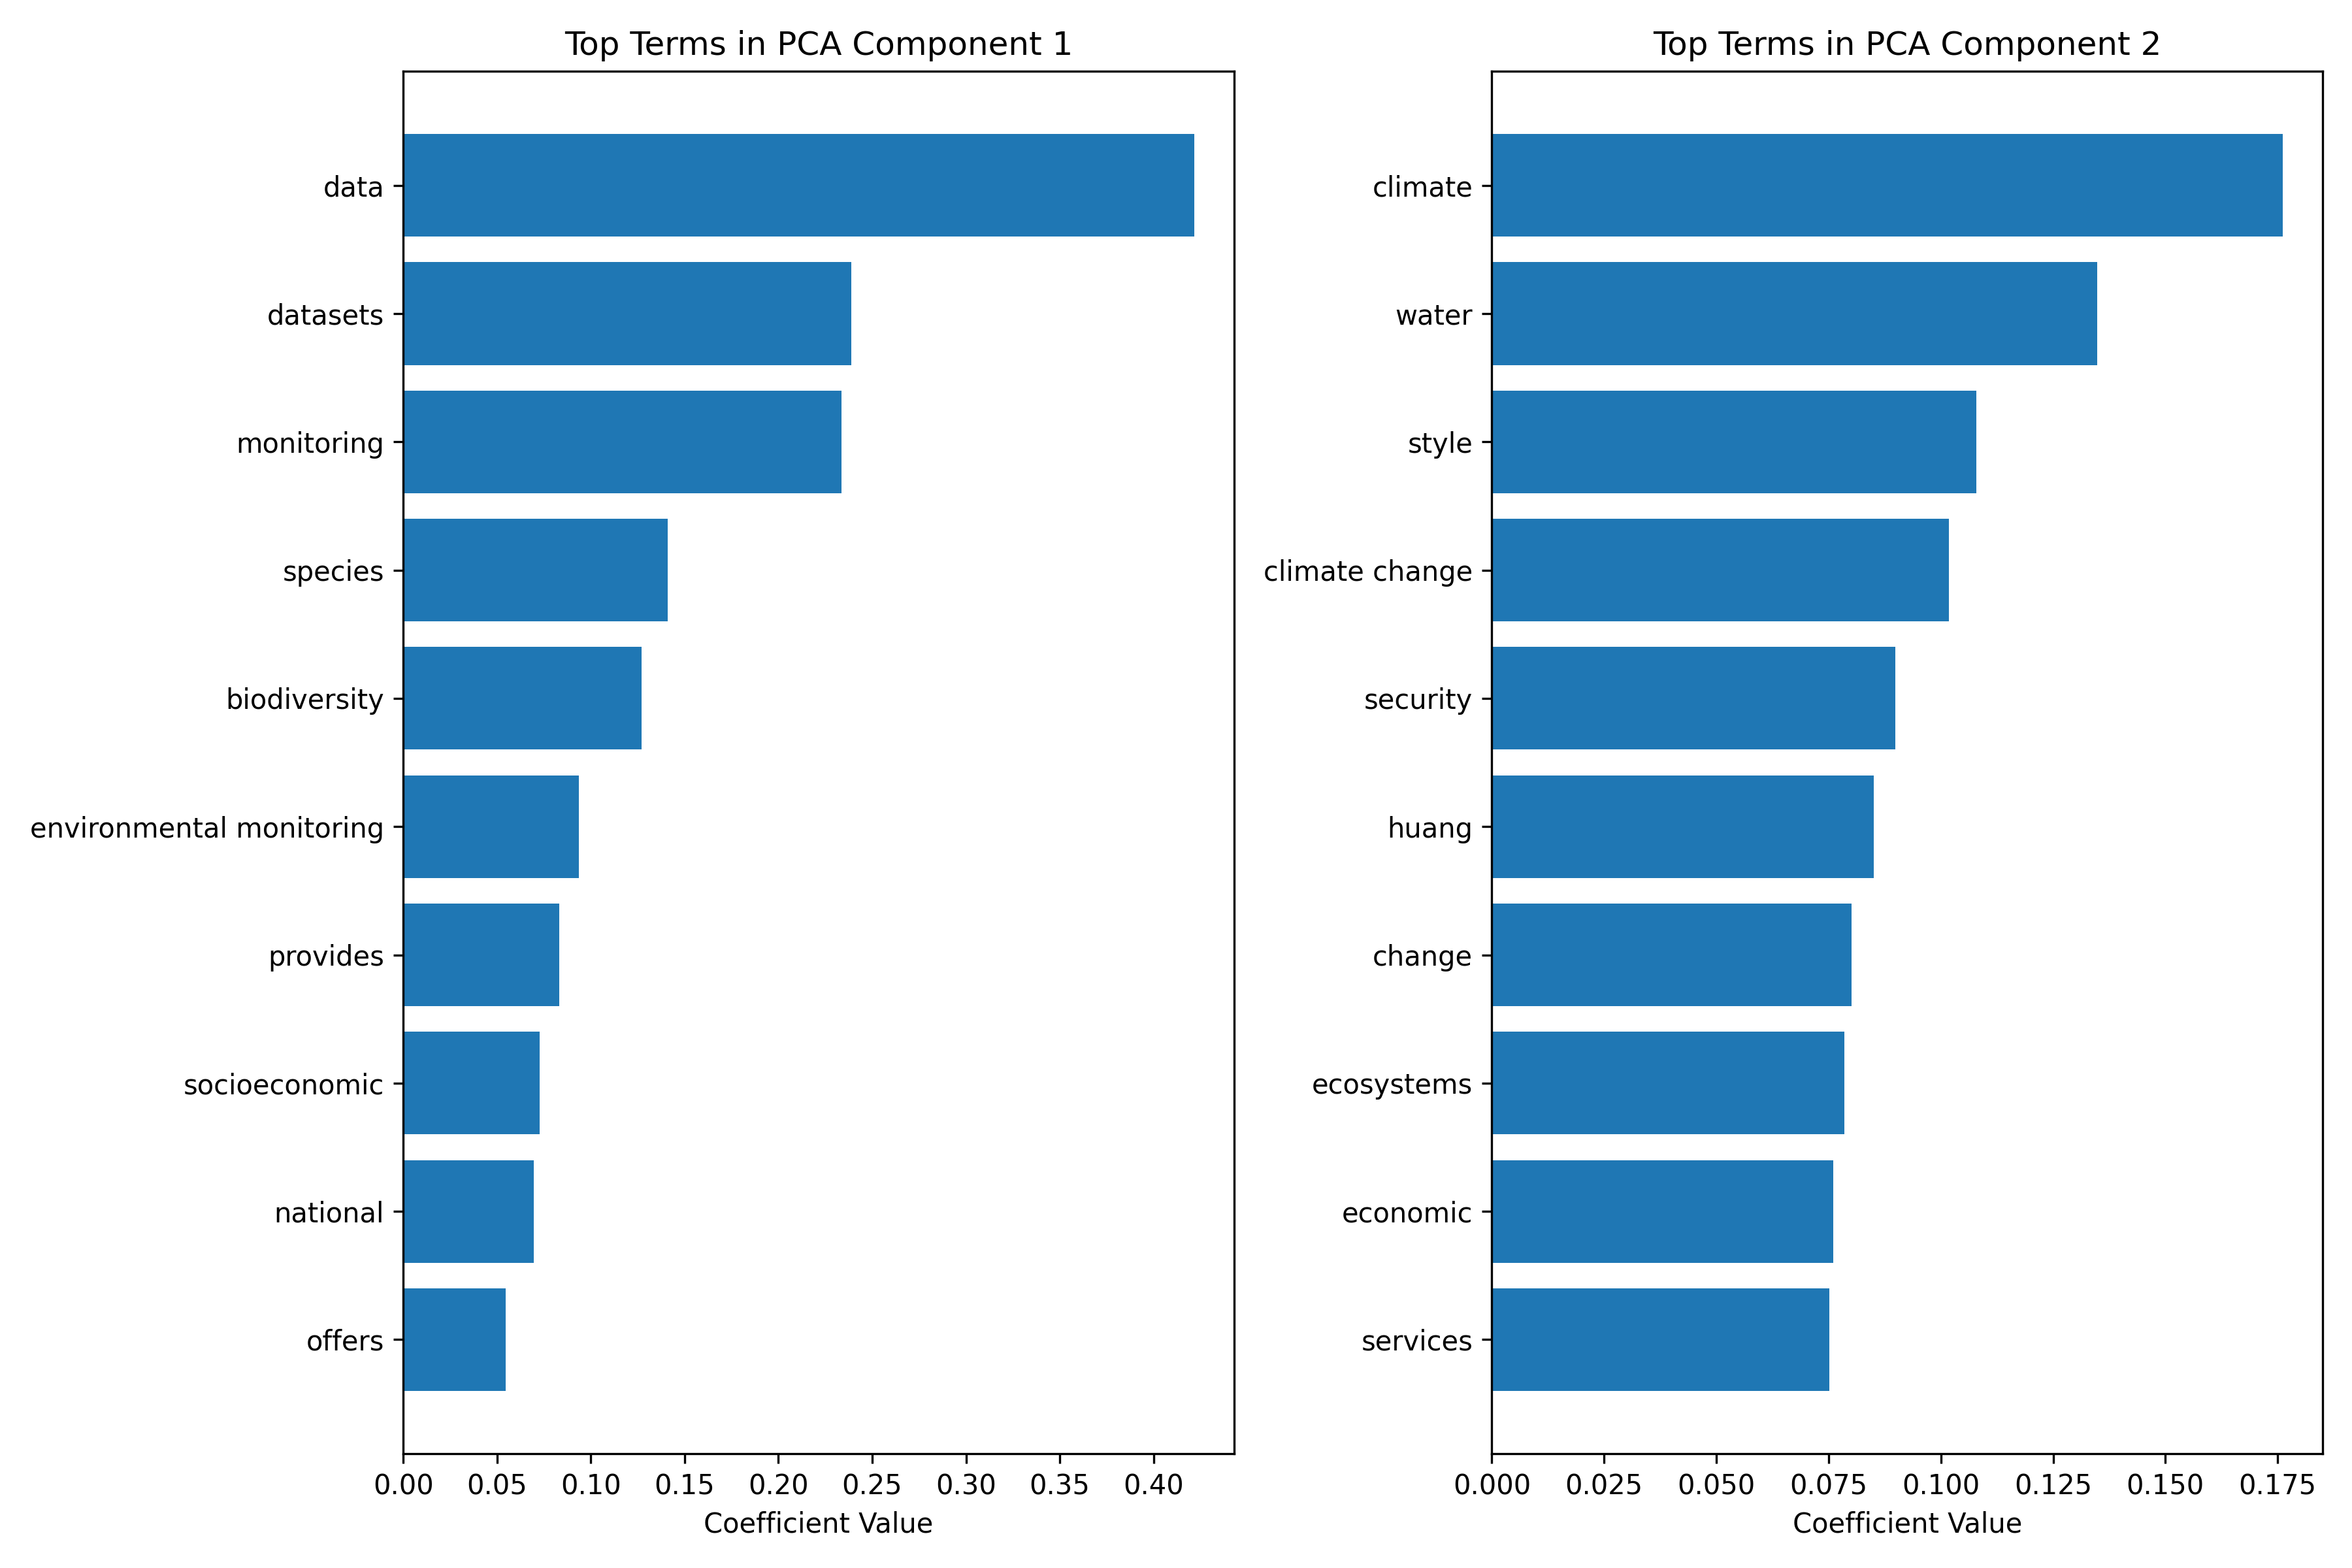 Top Terms in PCA Component 1
data
datasets
monitoring
species
biodiversity
environmental monitoring
provides
socioeconomic
national
offers
0.00 0.05 0.10 0.15 0.20 0.25 0.30 0.35 0.40
Coefficient Value
Top Terms in PCA Component 2
climate
water
style
climate change
security
huang
change
ecosystems
economic
services
0.000 0.025 0.050 0.075 0.100 0.125 0.150 0.175
Coefficient Value